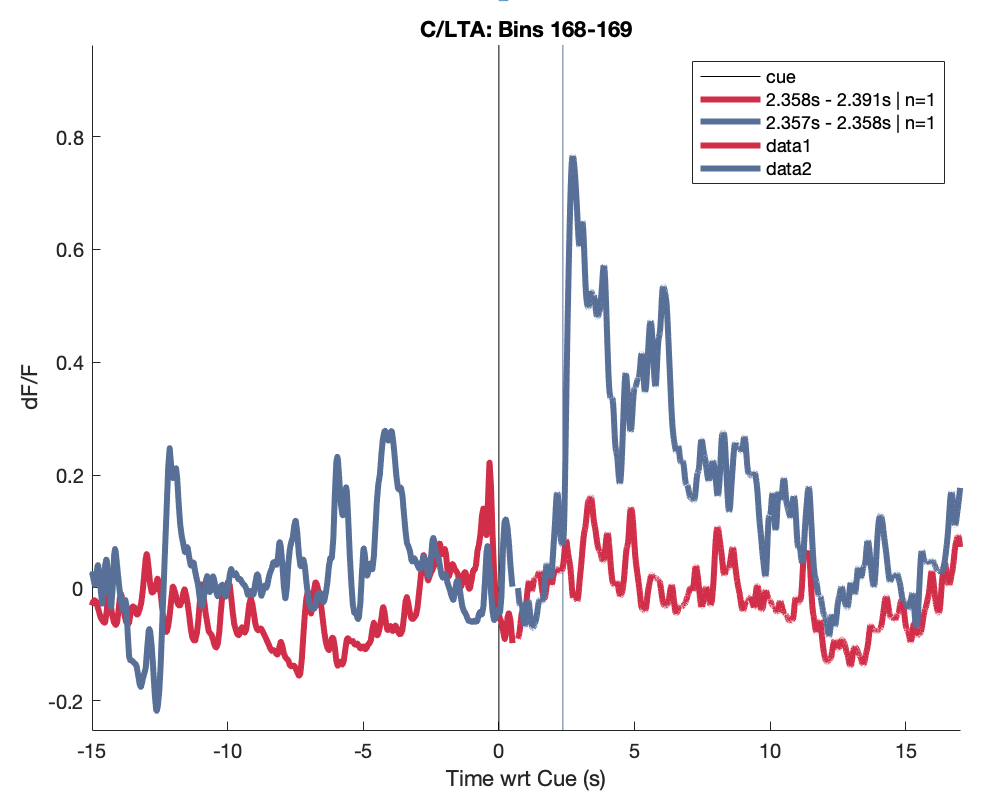 C/LTA: Bins 168-169
cue
2.358s - 2.391s | n=1
2.357s - 2.358s | n=1
data1
data2
0.8
0.6
0.4
0.2
0
-0.2
dF/F
-15
-10
-5
0
5
10
15
Time wrt Cue (s)